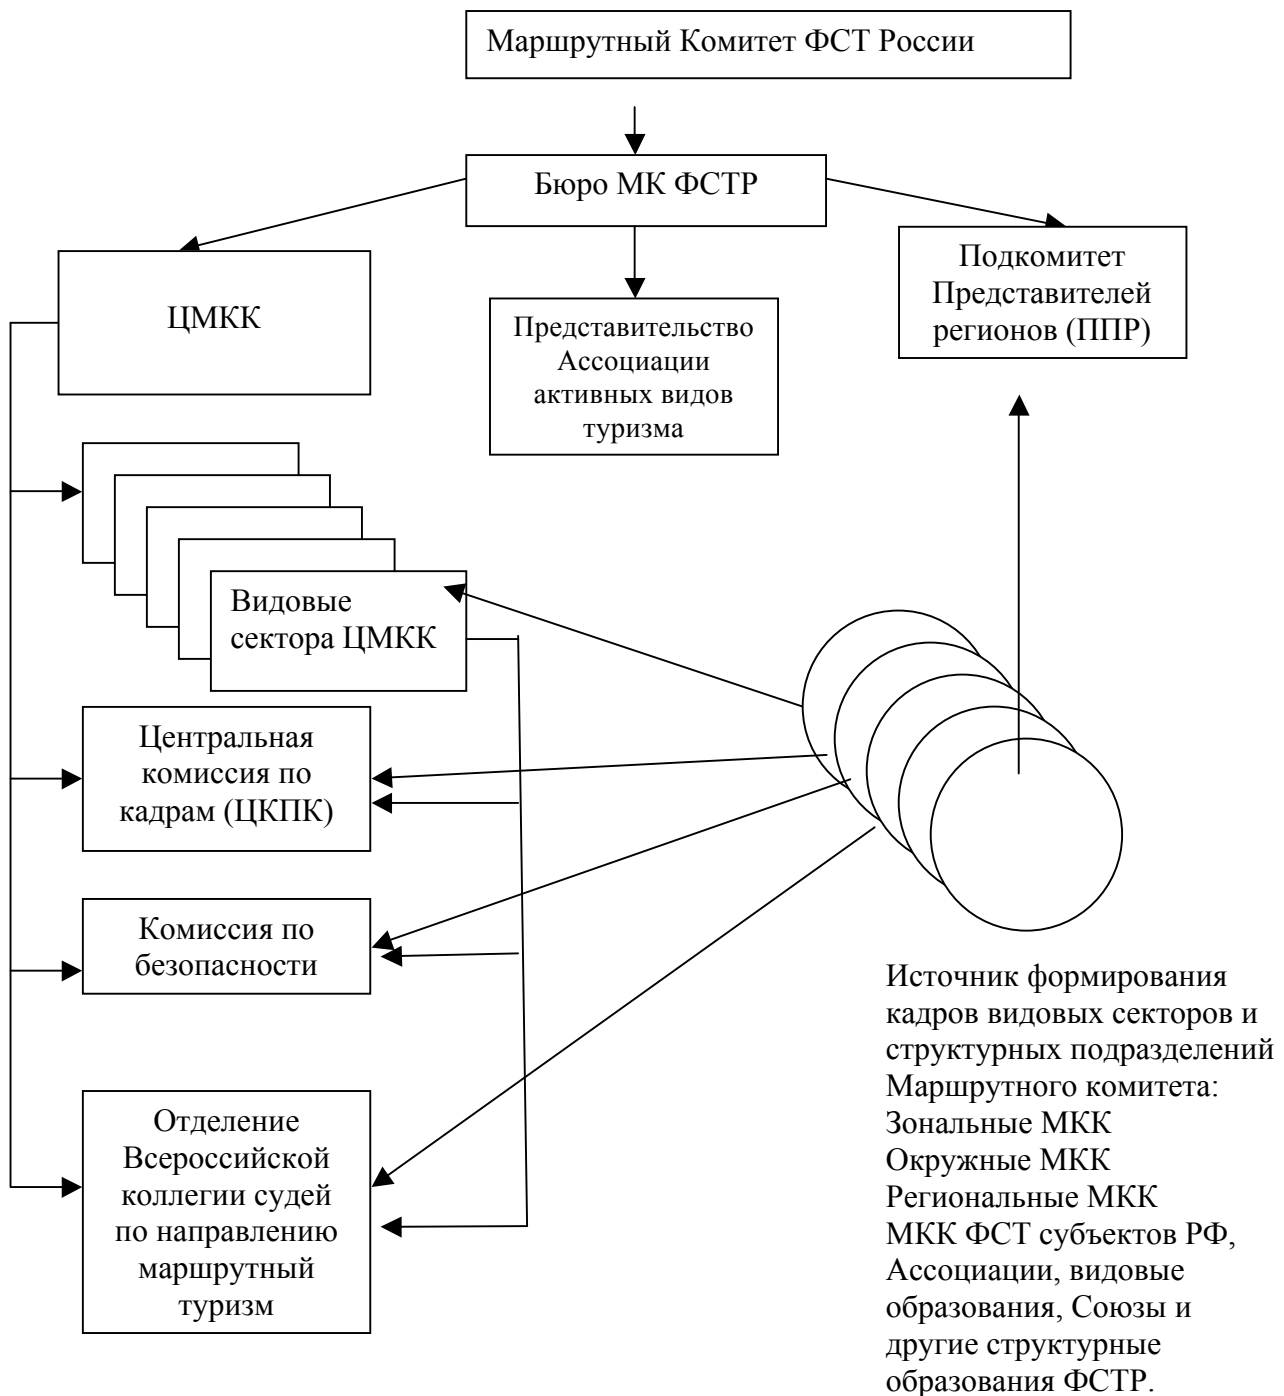 Маршрутный Комитет ФСТ России
Бюро МК ФСТР
ЦМКК
Представительство
Ассоциации
активных видов
туризма
Подкомитет
Представителей
регионов (ППР)
Видовые
сектора ЦМКК
Центральная
комиссия по
кадрам (ЦКПК)
Комиссия по
безопасности
Отделение
Всероссийской
коллегии судей
по направлению
маршрутный
туризм
Источник формирования
кадров видовых секторов и
структурных подразделений
Маршрутного комитета:
Зональные МКК
Окружные МКК
Региональные МКК
МКК ФСТ субъектов РФ,
Ассоциации, видовые
образования, Союзы и
другие структурные
образования ФСТР.